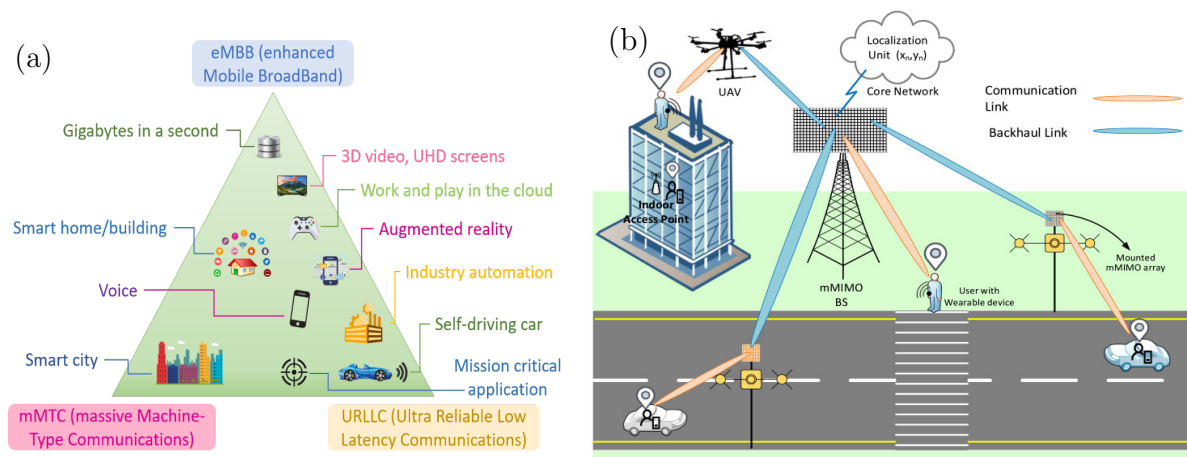 (a)
eMBB (enhanced
Mobile BroadBand)
Gigabytes in a second
3D video, UHD screens
Work and play in the cloud
Smart home/building
Augmented reality
Industry automation
Voice
Self-driving car
Smart city
Mission critical
application
mMTC (massive Machine-
Type Communications)
URLLC (Ultra Reliable Low
Latency Communications)
(b)
Localization
Unit (xn,yn)
UAV
Core Network
Communication
Link
Backhaul Link
Indoor
Access Point
mMIMO
BS
User with
Wearable device
Mounted
mMIMO array